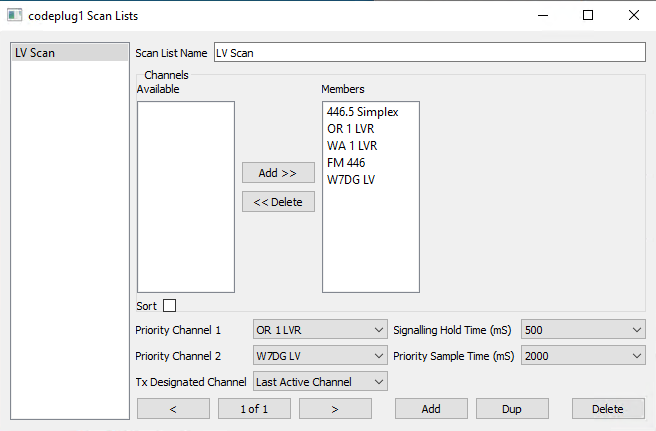 codeplug1 Scan Lists
LV Scan
Scan List Name LV Scan
Channels
Available Members
446.5 Simplex
OR 1 LVR
WA 1 LVR
FM 446
W7DG LV
Add >>
<< Delete
Sort
Priority Channel 1 OR 1 LVR Signalling Hold Time (mS) 500
Priority Channel 2 W7DG LV Priority Sample Time (mS) 2000
Tx Designated Channel Last Active Channel
< 1 of 1 > Add Dup Delete